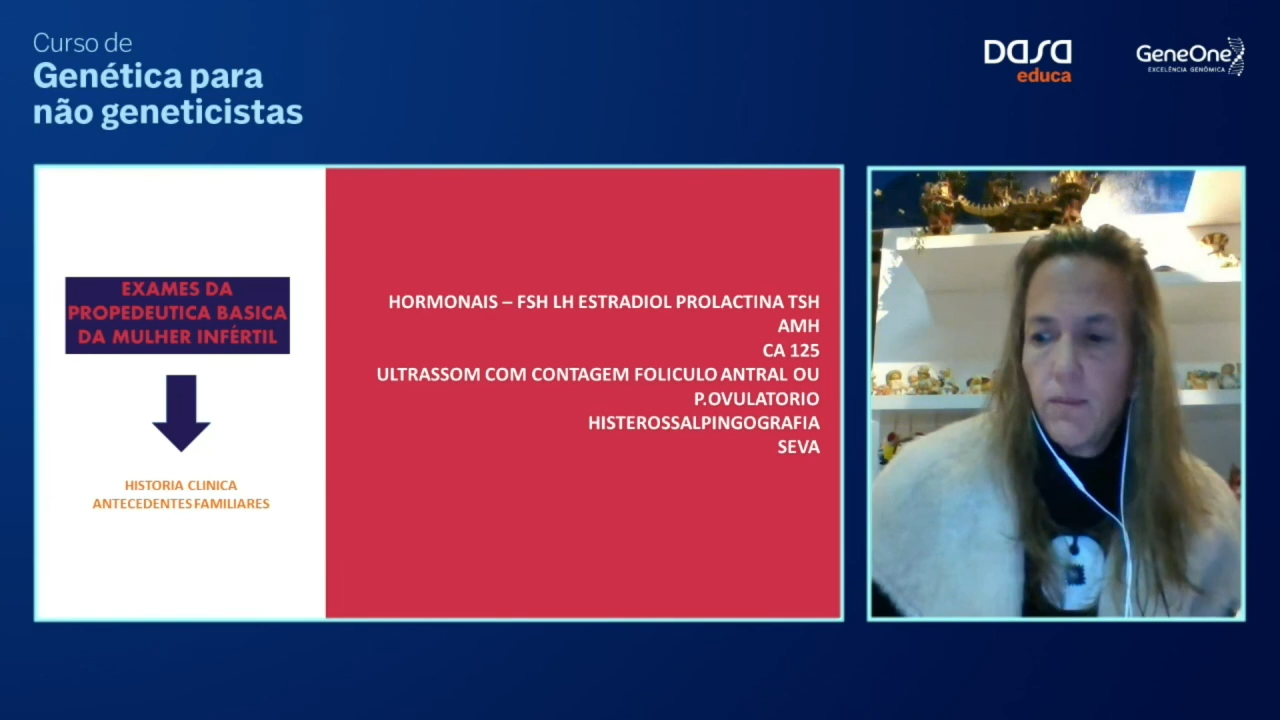 Curso de
Genética para
não geneticistas
DASA
educa
GeneOne
EXCELÊNCIA GENÔMICA
EXAMES DA
PROPEDEUTICA BASICA
DA MULHER INFÉRTIL
HISTORIA CLINICA
ANTECEDENTES FAMILIARES
HORMONAIS – FSH LH ESTRADIOL PROLACTINA TSH
AMH
CA 125
ULTRASSOM COM CONTAGEM FOLICULO ANTRAL OU
P.OVULATORIO
HISTEROSSALPINGOGRAFIA
SEVA